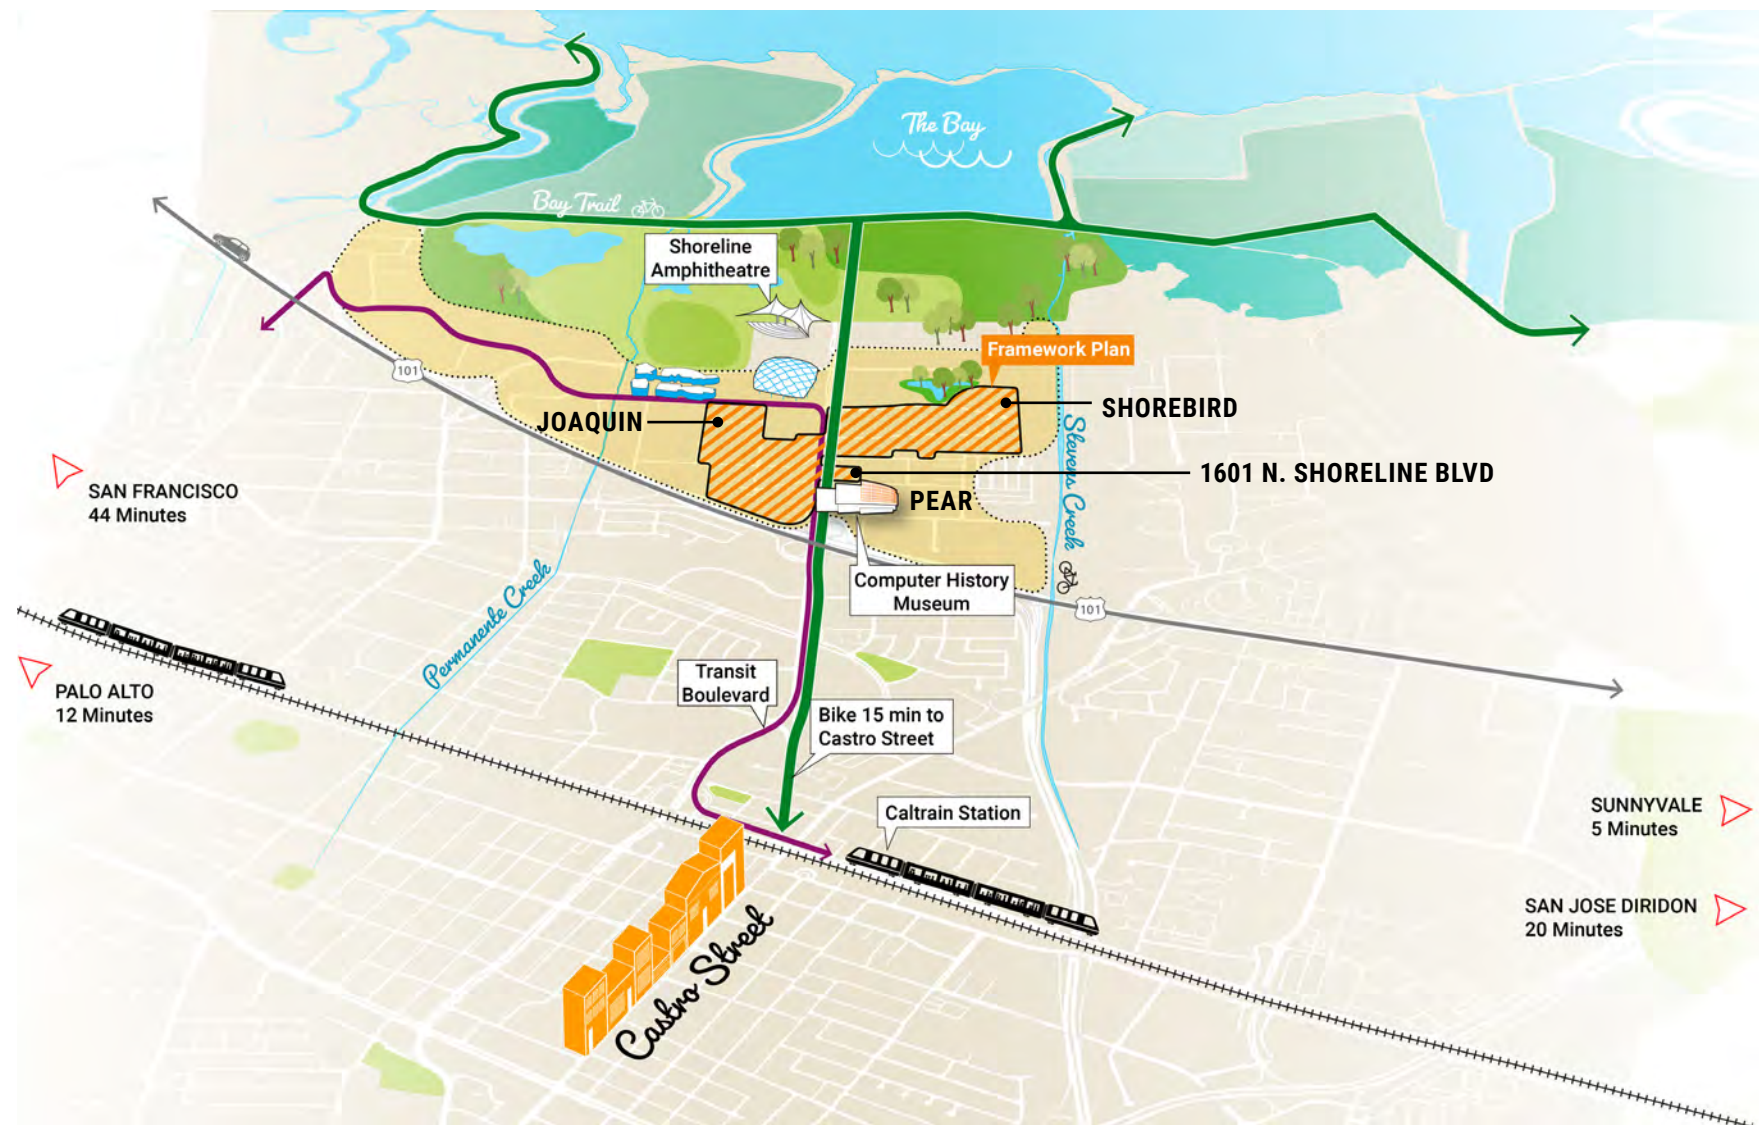 The Bay
Bay Trail
Shoreline
Amphitheatre
Framework Plan
101
JOAQUIN
SHOREBIRD
Stevens Creek
1601 N. SHORELINE BLVD
PEAR
SAN FRANCISCO
44 Minutes
Computer History
Museum
101
Permanente Creek
PALO ALTO
12 Minutes
Transit
Boulevard
Bike 15 min to
Castro Street
Caltrain Station
SUNNYVALE
5 Minutes
SAN JOSE DIRIDON
20 Minutes
Castro Street